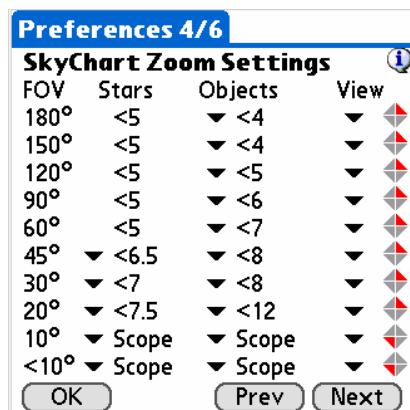 Preferences 4/6
SkyChart Zoom Settings
FOV Stars Objects View
180° <5 <4
150° <5 <4
120° <5 <5
90° <5 <6
60° <5 <7
45° <6.5 <8
30° <7 <8
20° <7.5 <12
10° Scope Scope
<10° Scope Scope
OK Prev Next